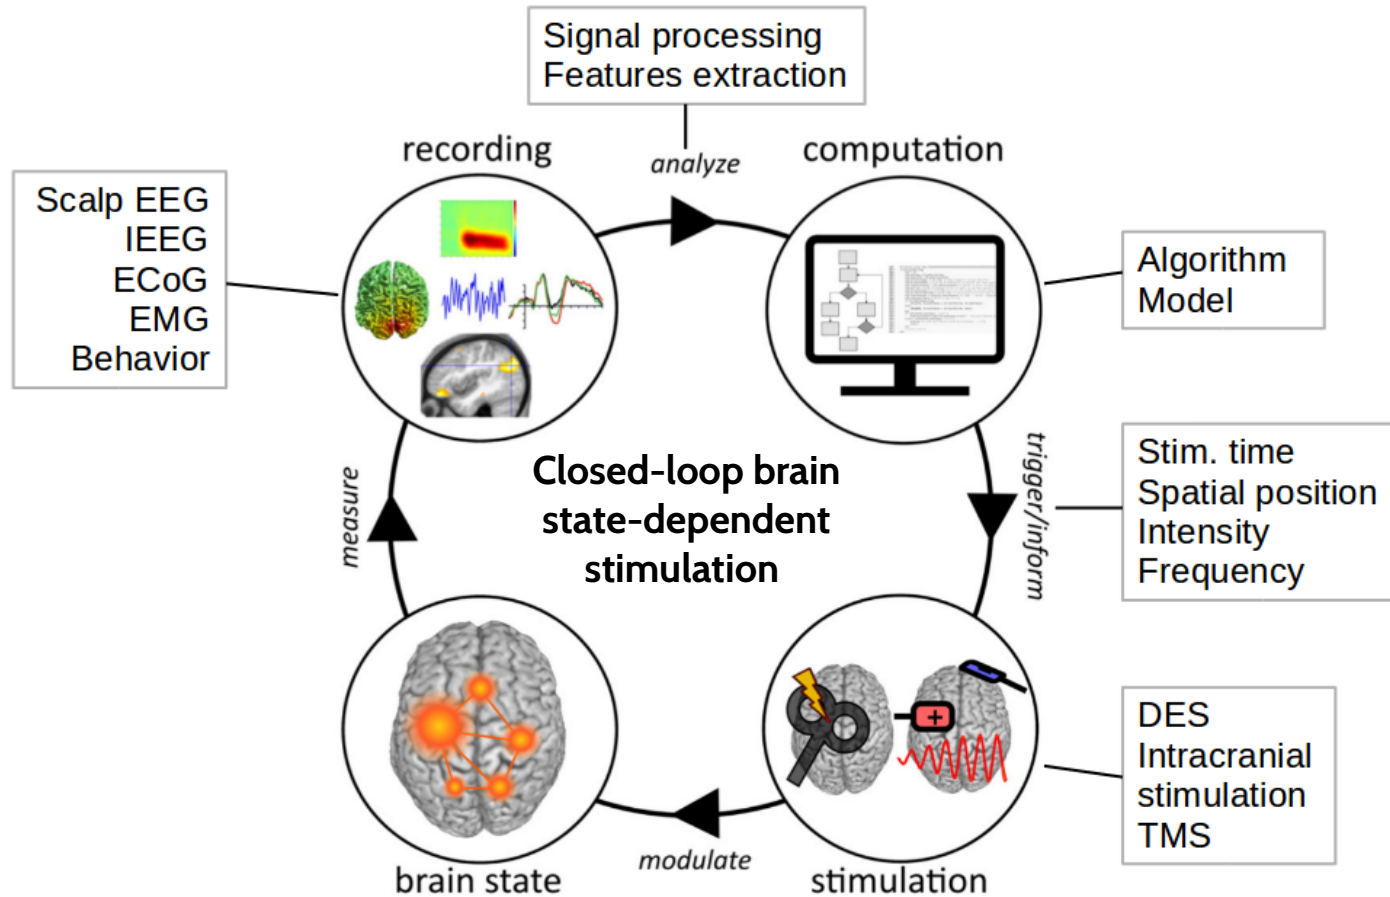 Signal processing
Features extraction
recording
analyze
computation
Scalp EEG
IEEG
ECoG
EMG
Behavior
Algorithm
Model
Closed-loop brain
state-dependent
stimulation
measure
trigger/inform
Stim. time
Spatial position
Intensity
Frequency
DES
Intracranial
stimulation
TMS
modulate
brain state
stimulation